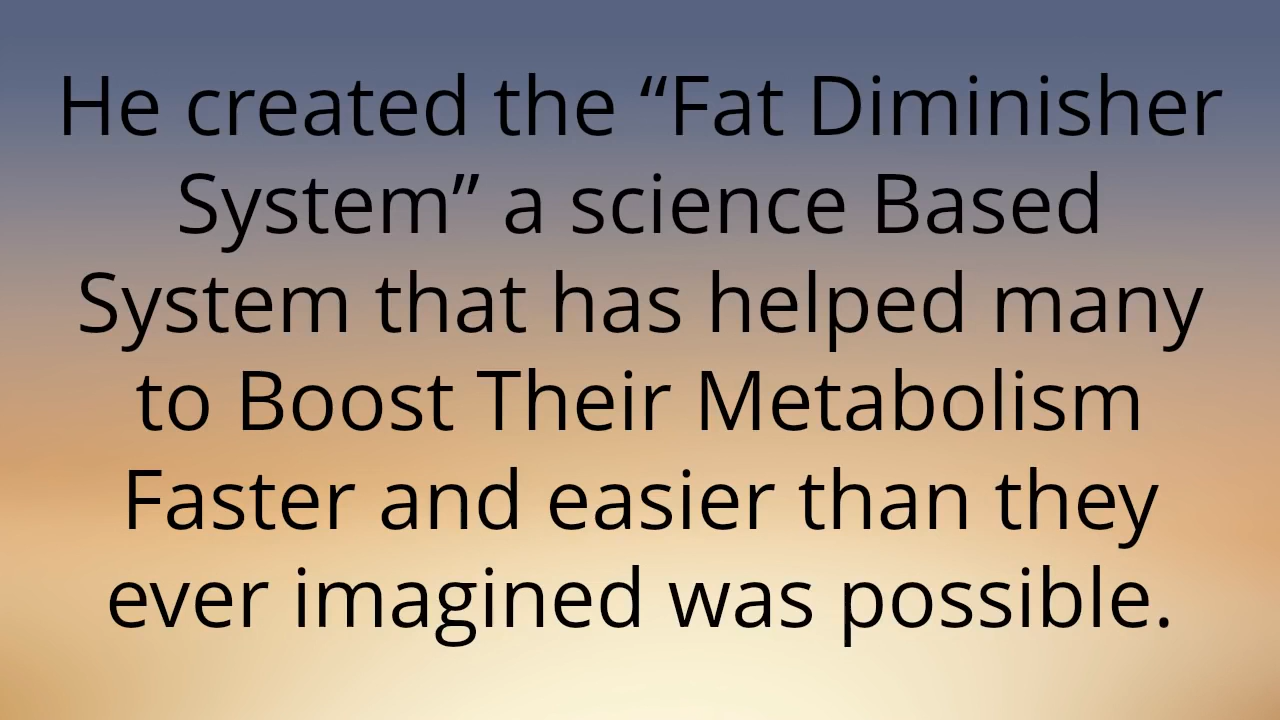 He created the “Fat Diminisher
System” a science Based
System that has helped many
to Boost Their Metabolism
Faster and easier than they
ever imagined was possible.